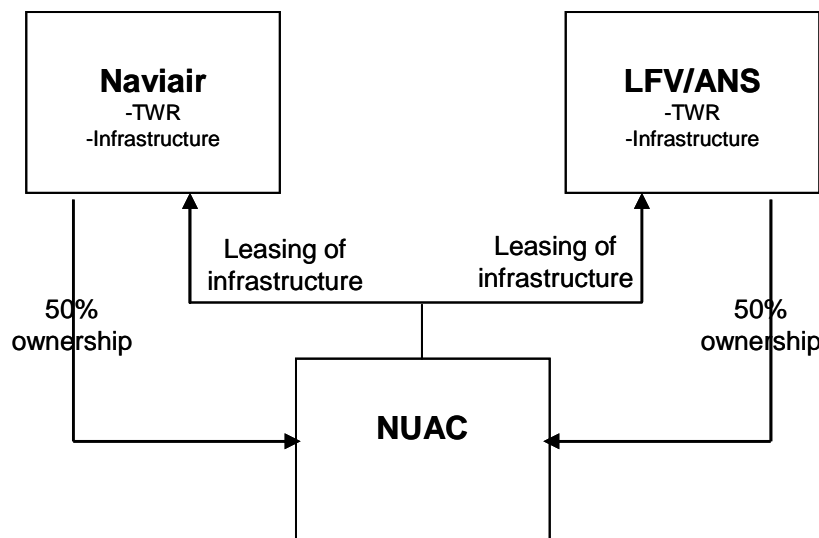 Naviair
-TWR
-Infrastructure
LFV/ANS
-TWR
-Infrastructure
Leasing of
infrastructure
Leasing of
infrastructure
50%
ownership
50%
ownership
NUAC